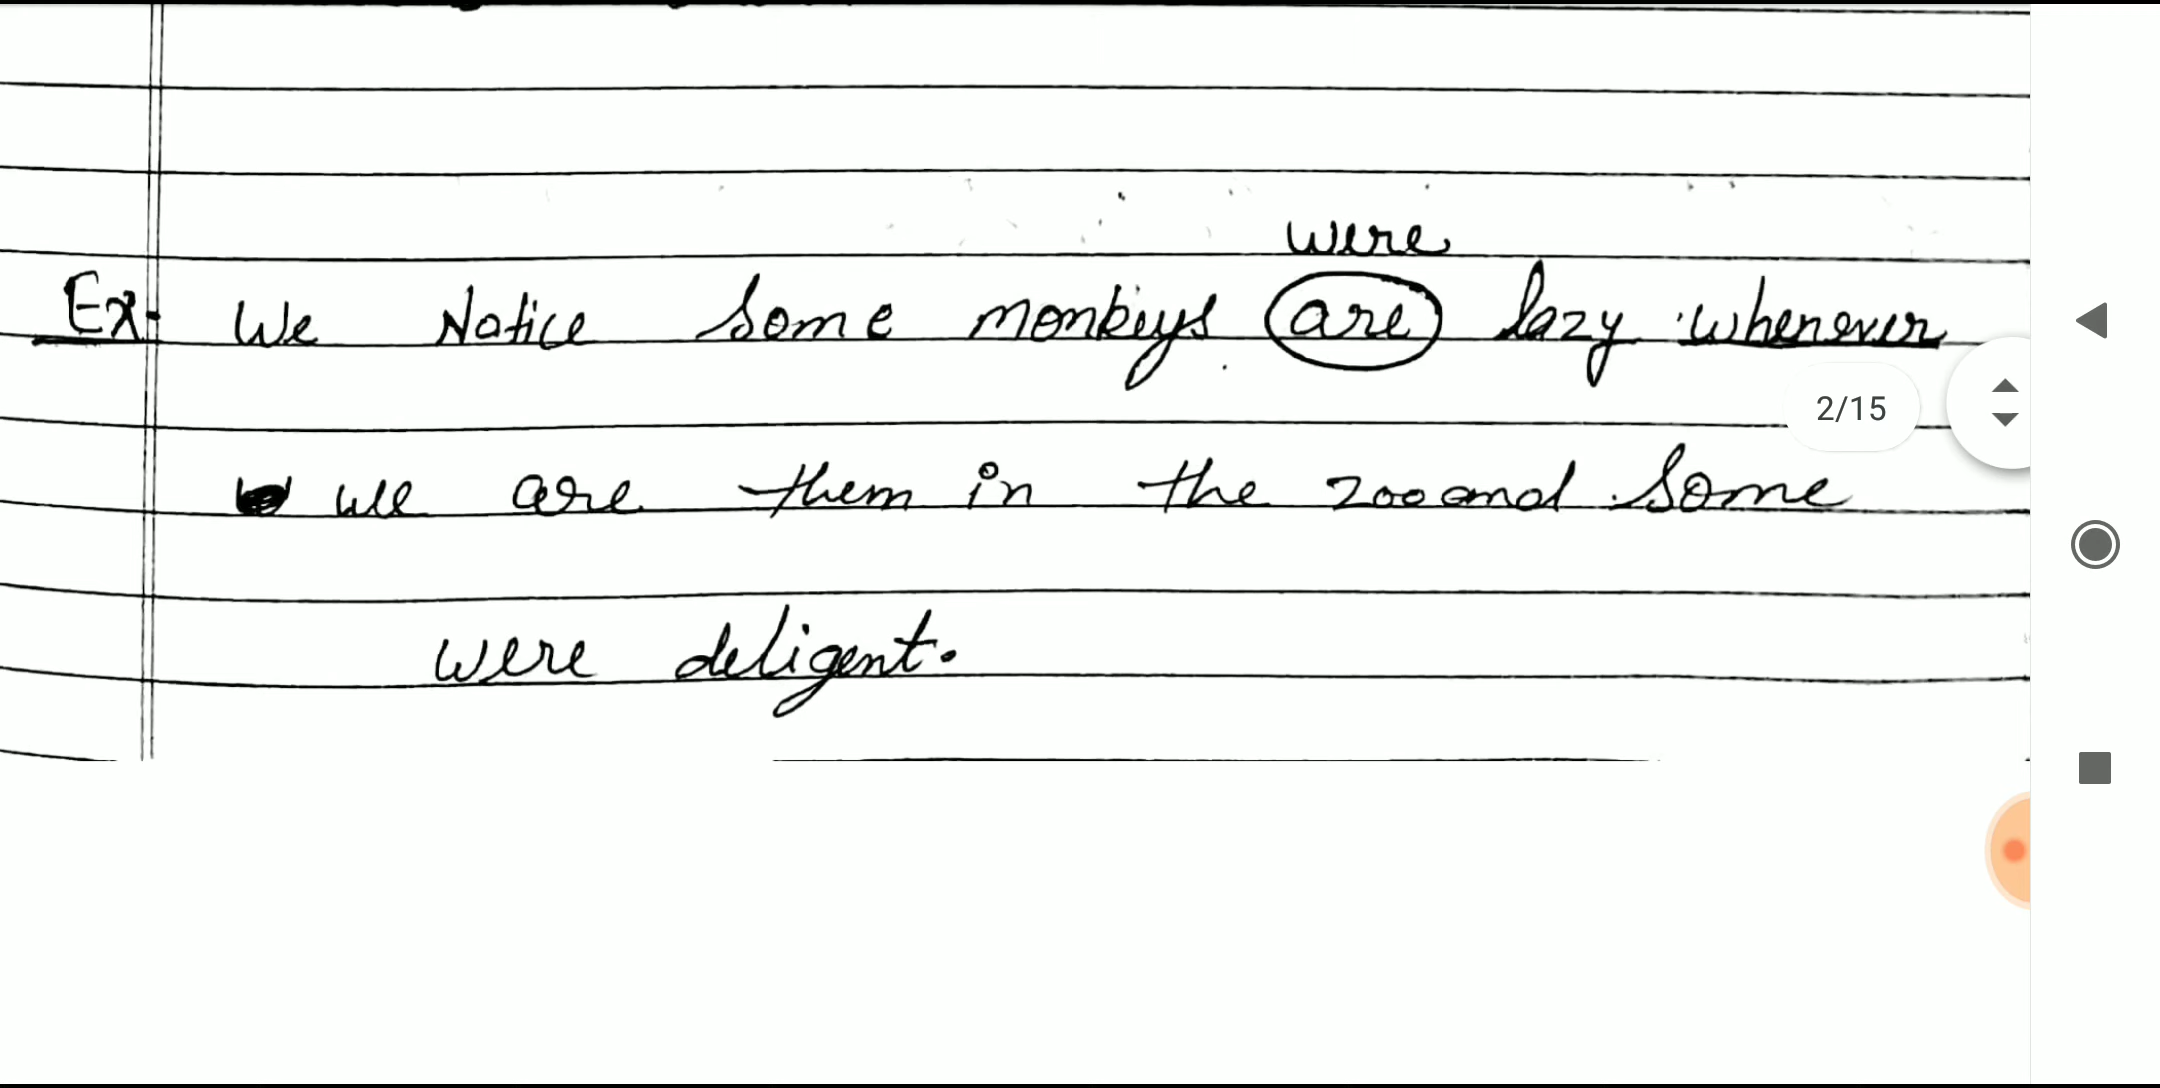 were
Ex- We Notice Some monkeys are lazy whenever
2/15
we are them in the zoo and Some
were deligent.